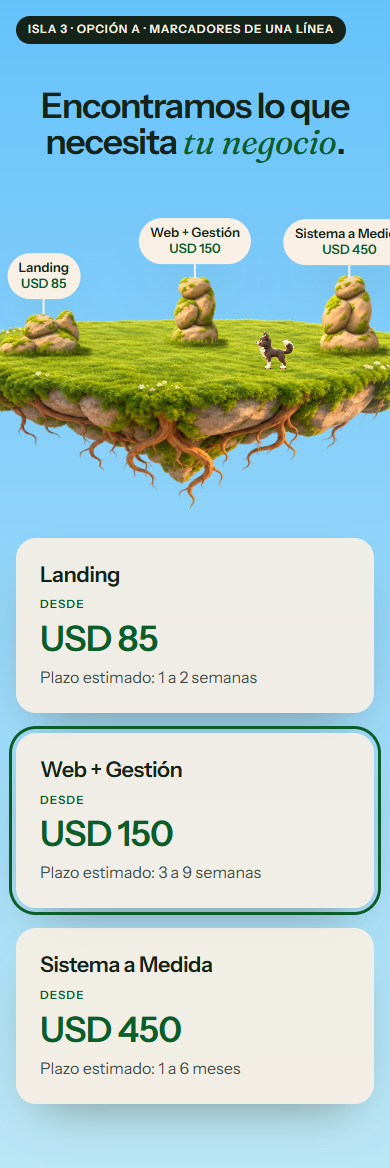 ISLA 3 · OPCIÓN A · MARCADORES DE UNA LÍNEA
Encontramos lo que
necesita tu negocio.
Web + Gestión
USD 150
Sistema a Medi
USD 450
Landing
USD 85
Landing
DESDE
USD 85
Plazo estimado: 1 a 2 semanas
Web + Gestión
DESDE
USD 150
Plazo estimado: 3 a 9 semanas
Sistema a Medida
DESDE
USD 450
Plazo estimado: 1 a 6 meses